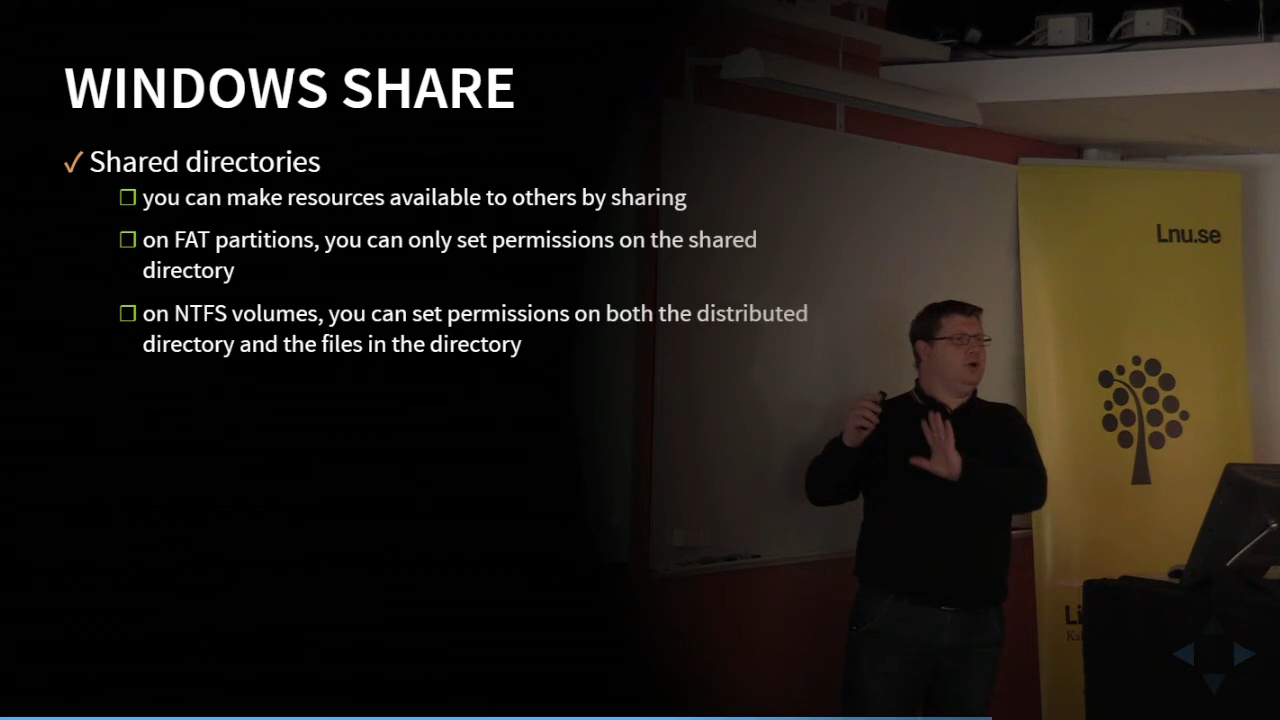 WINDOWS SHARE
✓ Shared directories
❐ you can make resources available to others by sharing
❐ on FAT partitions, you can only set permissions on the shared
directory
❐ on NTFS volumes, you can set permissions on both the distributed
directory and the files in the directory
Lnu.se